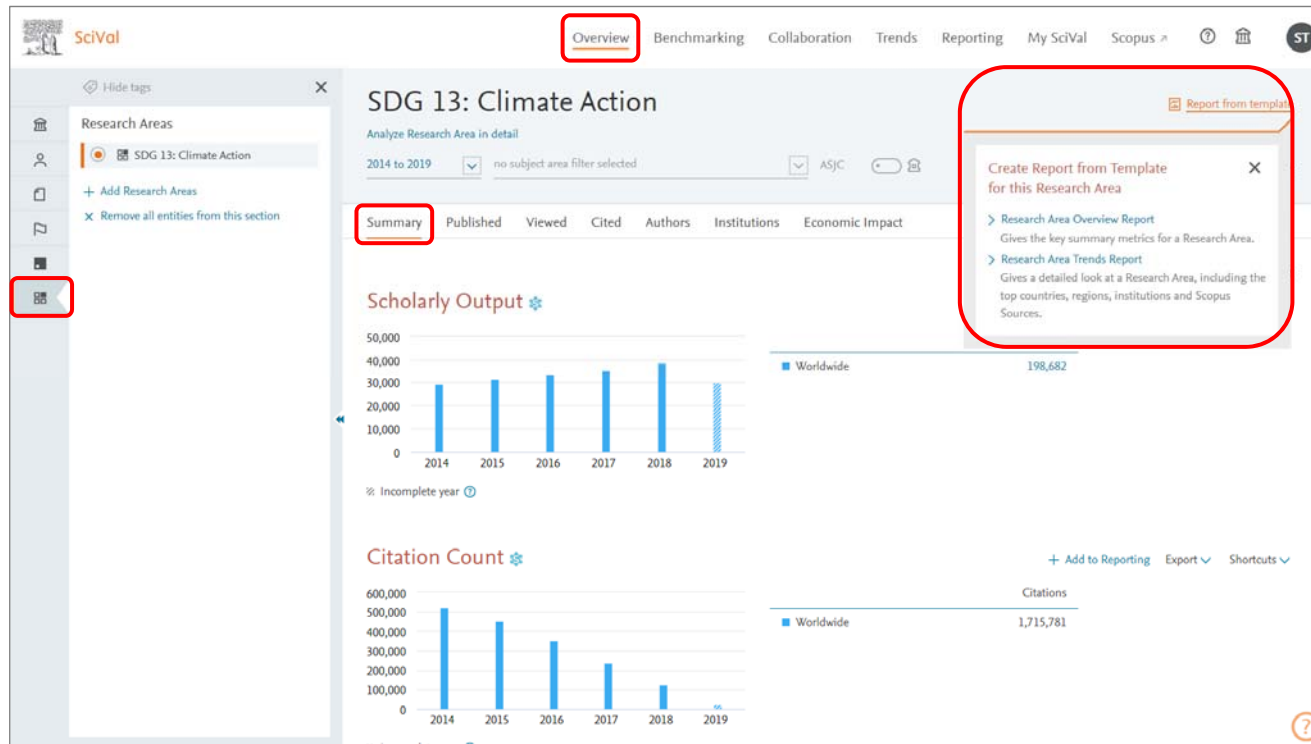 SciVal
Overview Benchmarking Collaboration Trends Reporting My SciVal Scopus ST
Hide tags
Research Areas
SDG 13: Climate Action
+ Add Research Areas
x Remove all entities from this section
SDG 13: Climate Action
Analyze Research Area in detail
2014 to 2019 no subject area filter selected ASJC
Report from template
Create Report from Template
for this Research Area
Research Area Overview Report
Gives the key summary metrics for a Research Area.
Research Area Trends Report
Gives a detailed look at a Research Area, including the
top countries, regions, institutions and Scopus
Sources.
Summary Published Viewed Cited Authors Institutions Economic Impact
Scholarly Output
50,000
40,000
30,000
20,000
10,000
0
2014 2015 2016 2017 2018 2019
Incomplete year ?
Worldwide 198,682
Citation Count
+ Add to Reporting Export Shortcuts
600,000
500,000
400,000
300,000
200,000
100,000
0
2014 2015 2016 2017 2018 2019
Citations
Worldwide 1,715,781
?